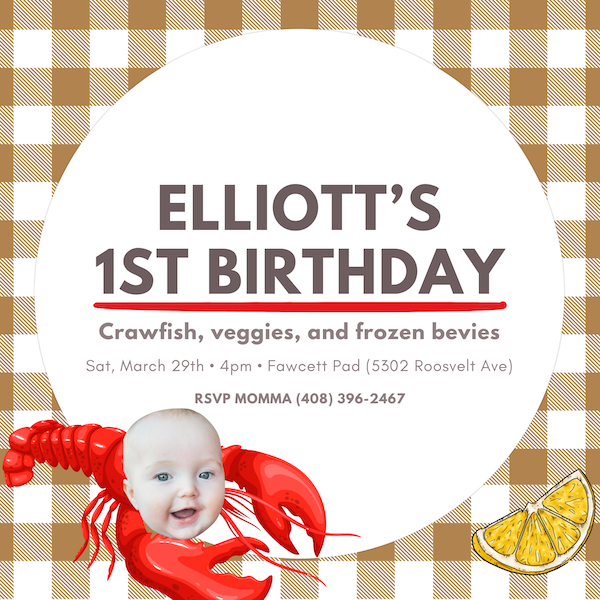 ELLIOTT’S
1ST BIRTHDAY
Crawfish, veggies, and frozen bevies
Sat, March 29th • 4pm • Fawcett Pad (5302 Roosvelt Ave)
RSVP MOMMA (408) 396-2467